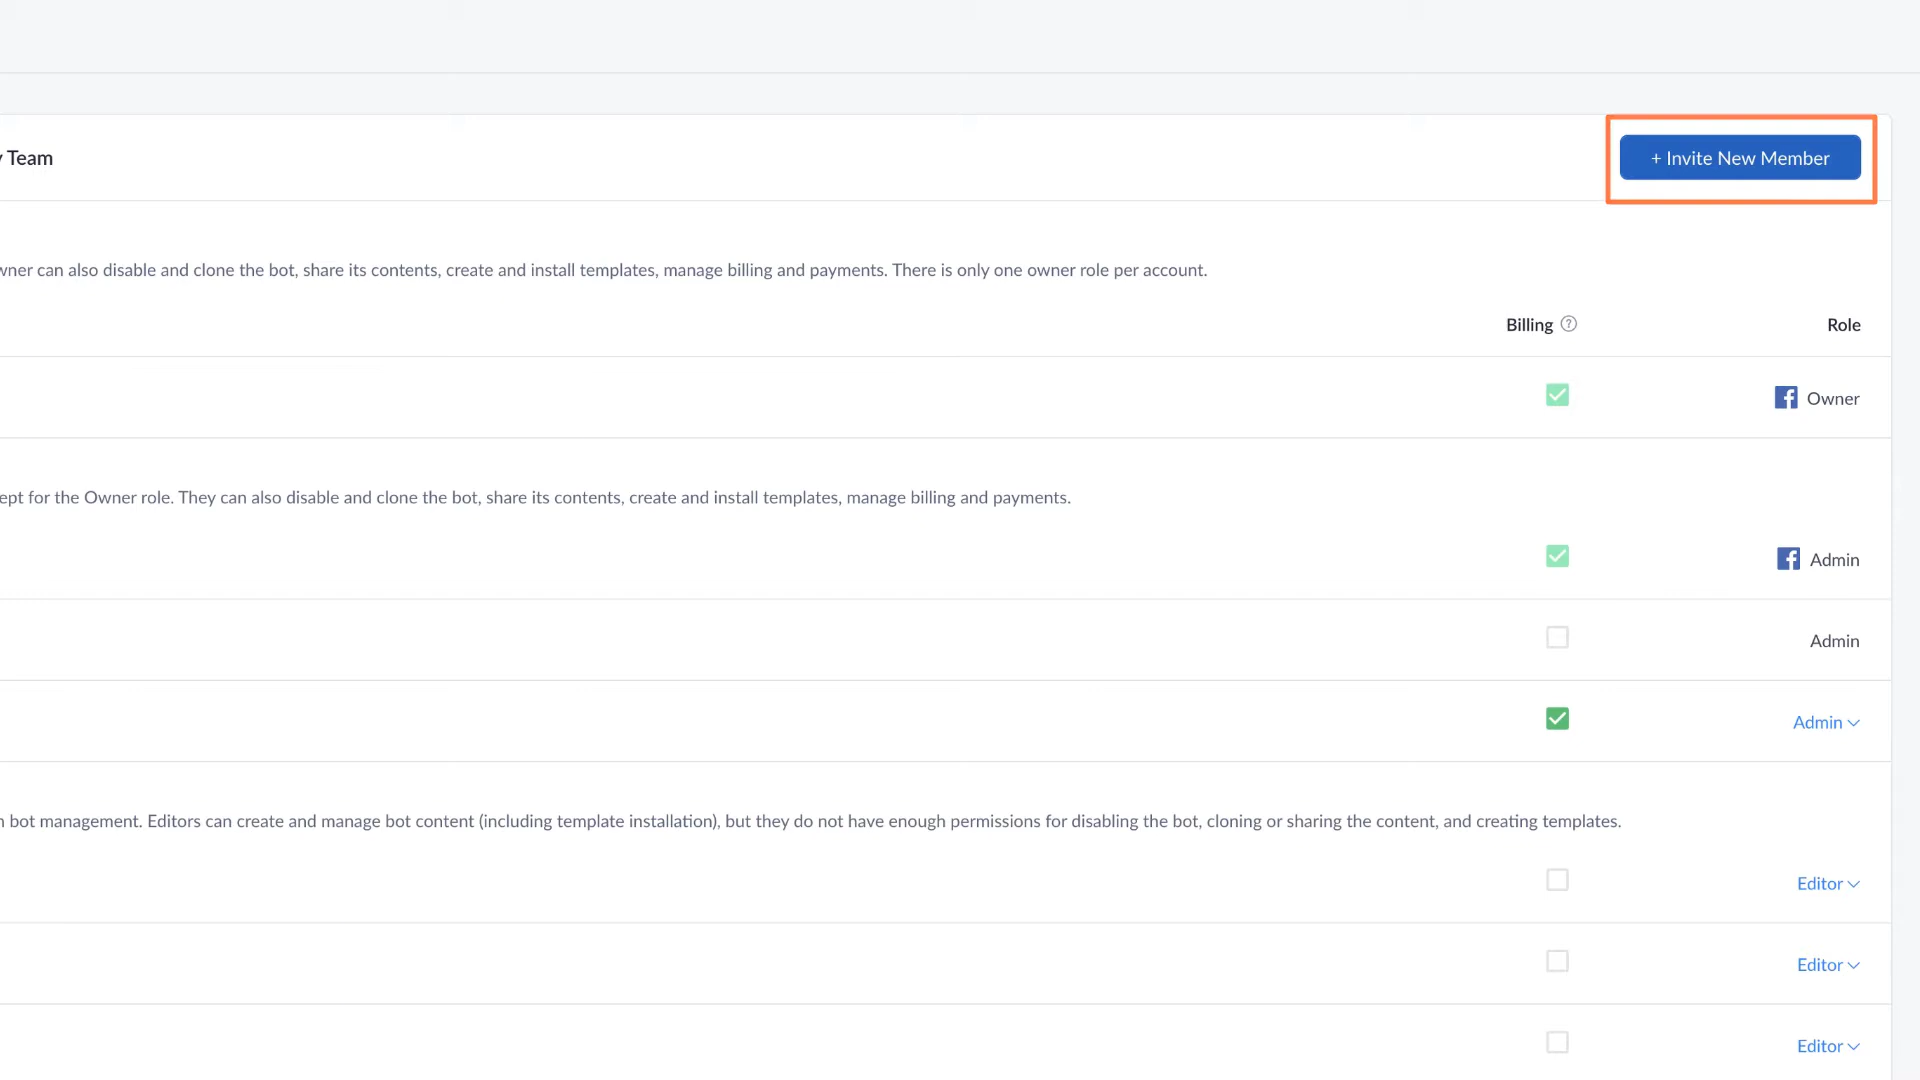 Team
+ Invite New Member
can also disable and clone the bot, share its contents, create and install templates, manage billing and payments. There is only one owner role per account.
Billing ?
Role
Owner
for the Owner role. They can also disable and clone the bot, share its contents, create and install templates, manage billing and payments.
Admin
Admin
Admin
bot management. Editors can create and manage bot content (including template installation), but they do not have enough permissions for disabling the bot, cloning or sharing the content, and creating templates.
Editor
Editor
Editor